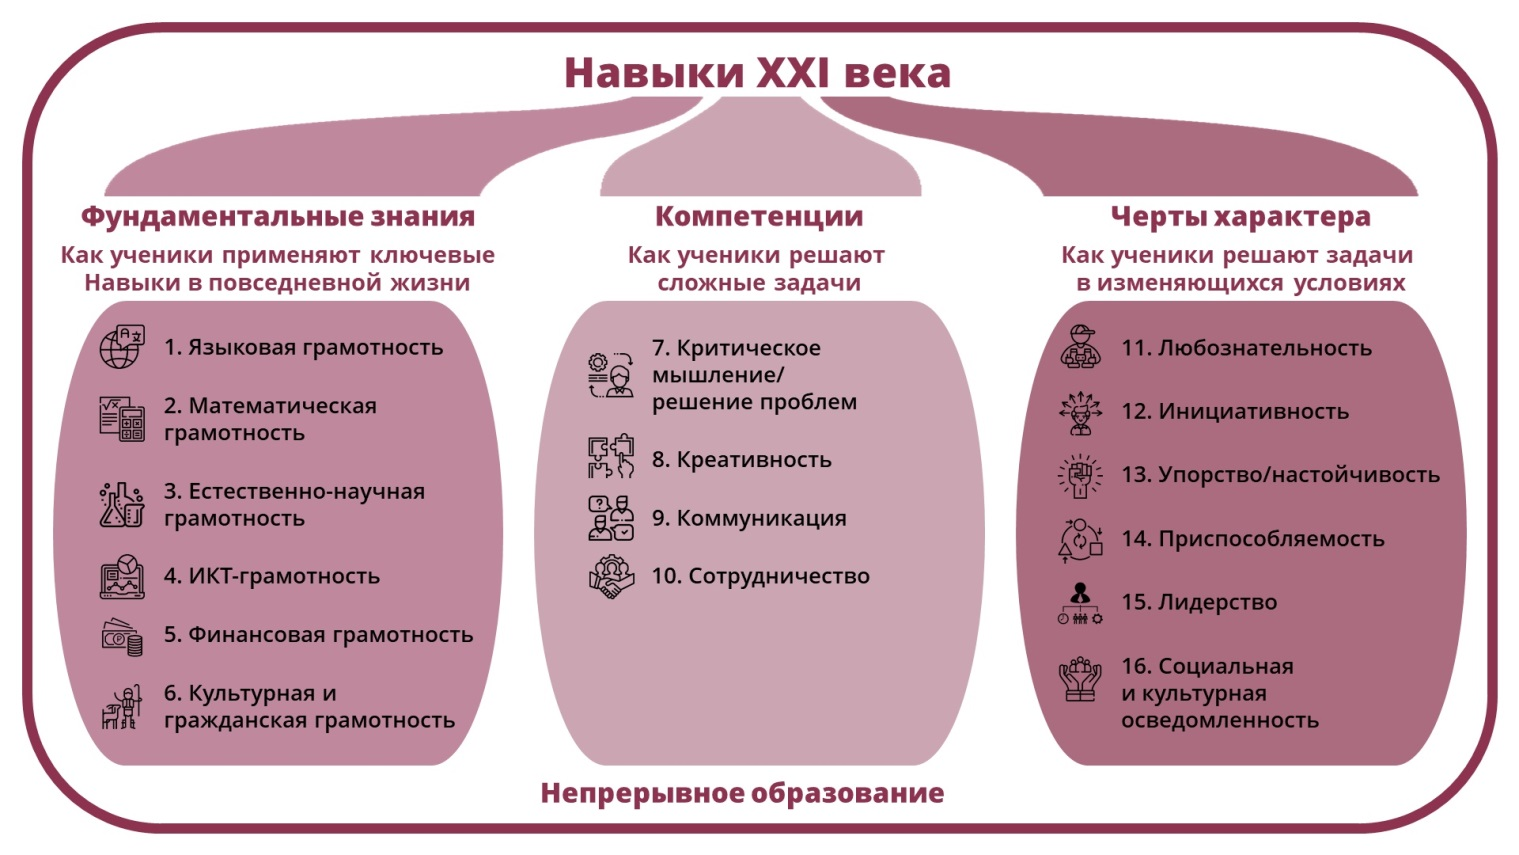 Навыки XXI века
Фундаментальные знания
Как ученики применяют ключевые
Навыки в повседневной жизни
1. Языковая грамотность
2. Математическая
грамотность
3. Естественно-научная
грамотность
4. ИКТ-грамотность
5. Финансовая грамотность
6. Культурная и
гражданская грамотность
Компетенции
Как ученики решают
сложные задачи
7. Критическое
мышление/
решение проблем
8. Креативность
9. Коммуникация
10. Сотрудничество
Черты характера
Как ученики решают задачи
в изменяющихся условиях
11. Любознательность
12. Инициативность
13. Упорство/настойчивость
14. Приспособляемость
15. Лидерство
16. Социальная
и культурная
осведомленность
Непрерывное образование